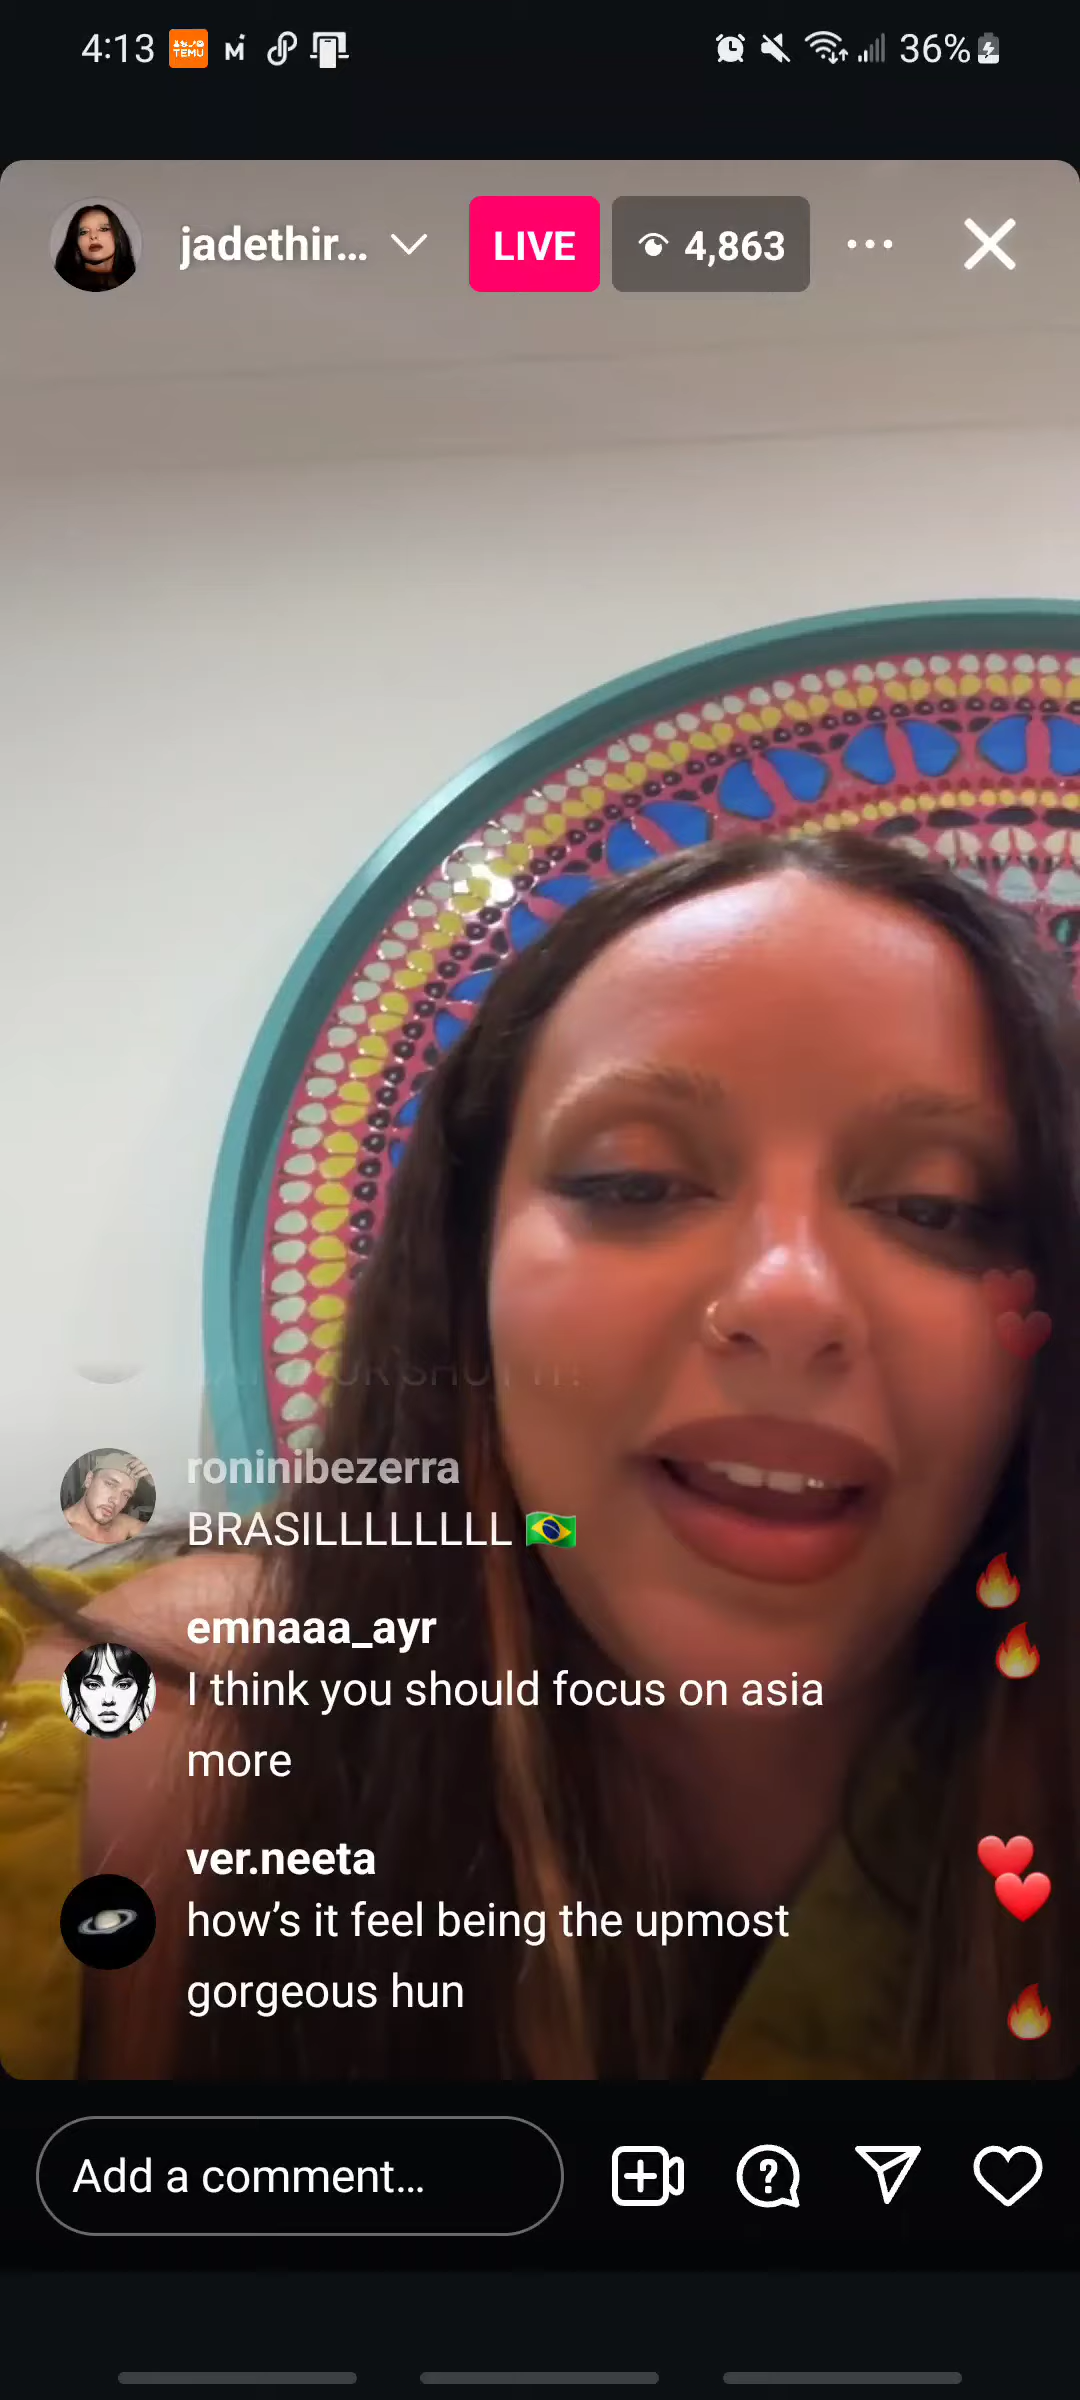 4:13 TEMU 36%
jadethir... LIVE 4,863
roninibezerra
BRASILLLLLLLL 🇧🇷
emnaaa_ayr
I think you should focus on asia
more
ver.neeta
how’s it feel being the upmost
gorgeous hun
Add a comment...